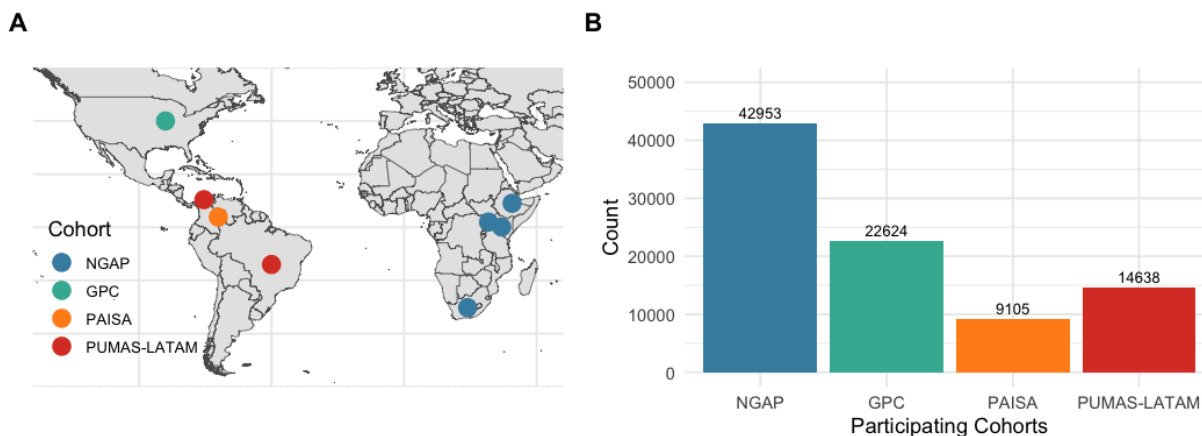 A
Cohort
NGAP
GPC
PAISA
PUMAS-LATAM
B
Count
50000
40000
30000
20000
10000
0
42953
22624
9105
14638
NGAP GPC PAISA PUMAS-LATAM
Participating Cohorts